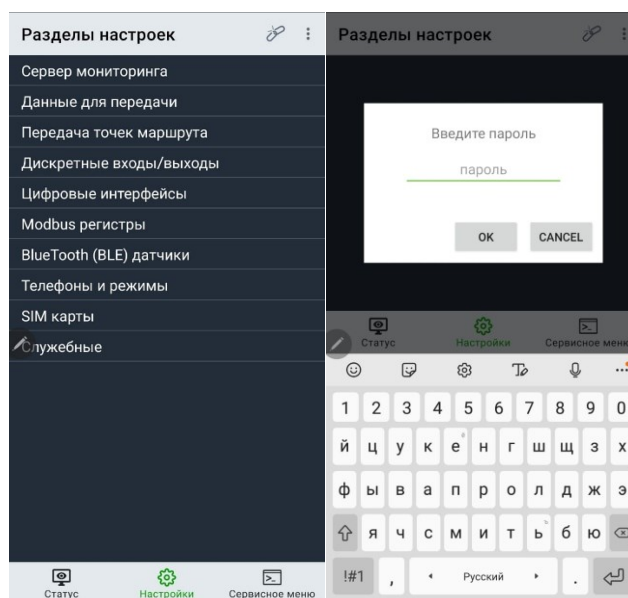 Разделы настроек
Сервер мониторинга
Данные для передачи
Передача точек маршрута
Дискретные входы/выходы
Цифровые интерфейсы
Modbus регистры
BlueTooth (BLE) датчики
Телефоны и режимы
SIM карты
Служебные
Статус Настройки Сервисное меню
Разделы настроек
Введите пароль
пароль
OK CANCEL
Статус Настройки Сервисное меню
1 2 3 4 5 6 7 8 9 0
й ц у к е н г ш щ з х
ф ы в а п р о л д ж э
я ч с м и т ь б ю
!#1 , Русский .